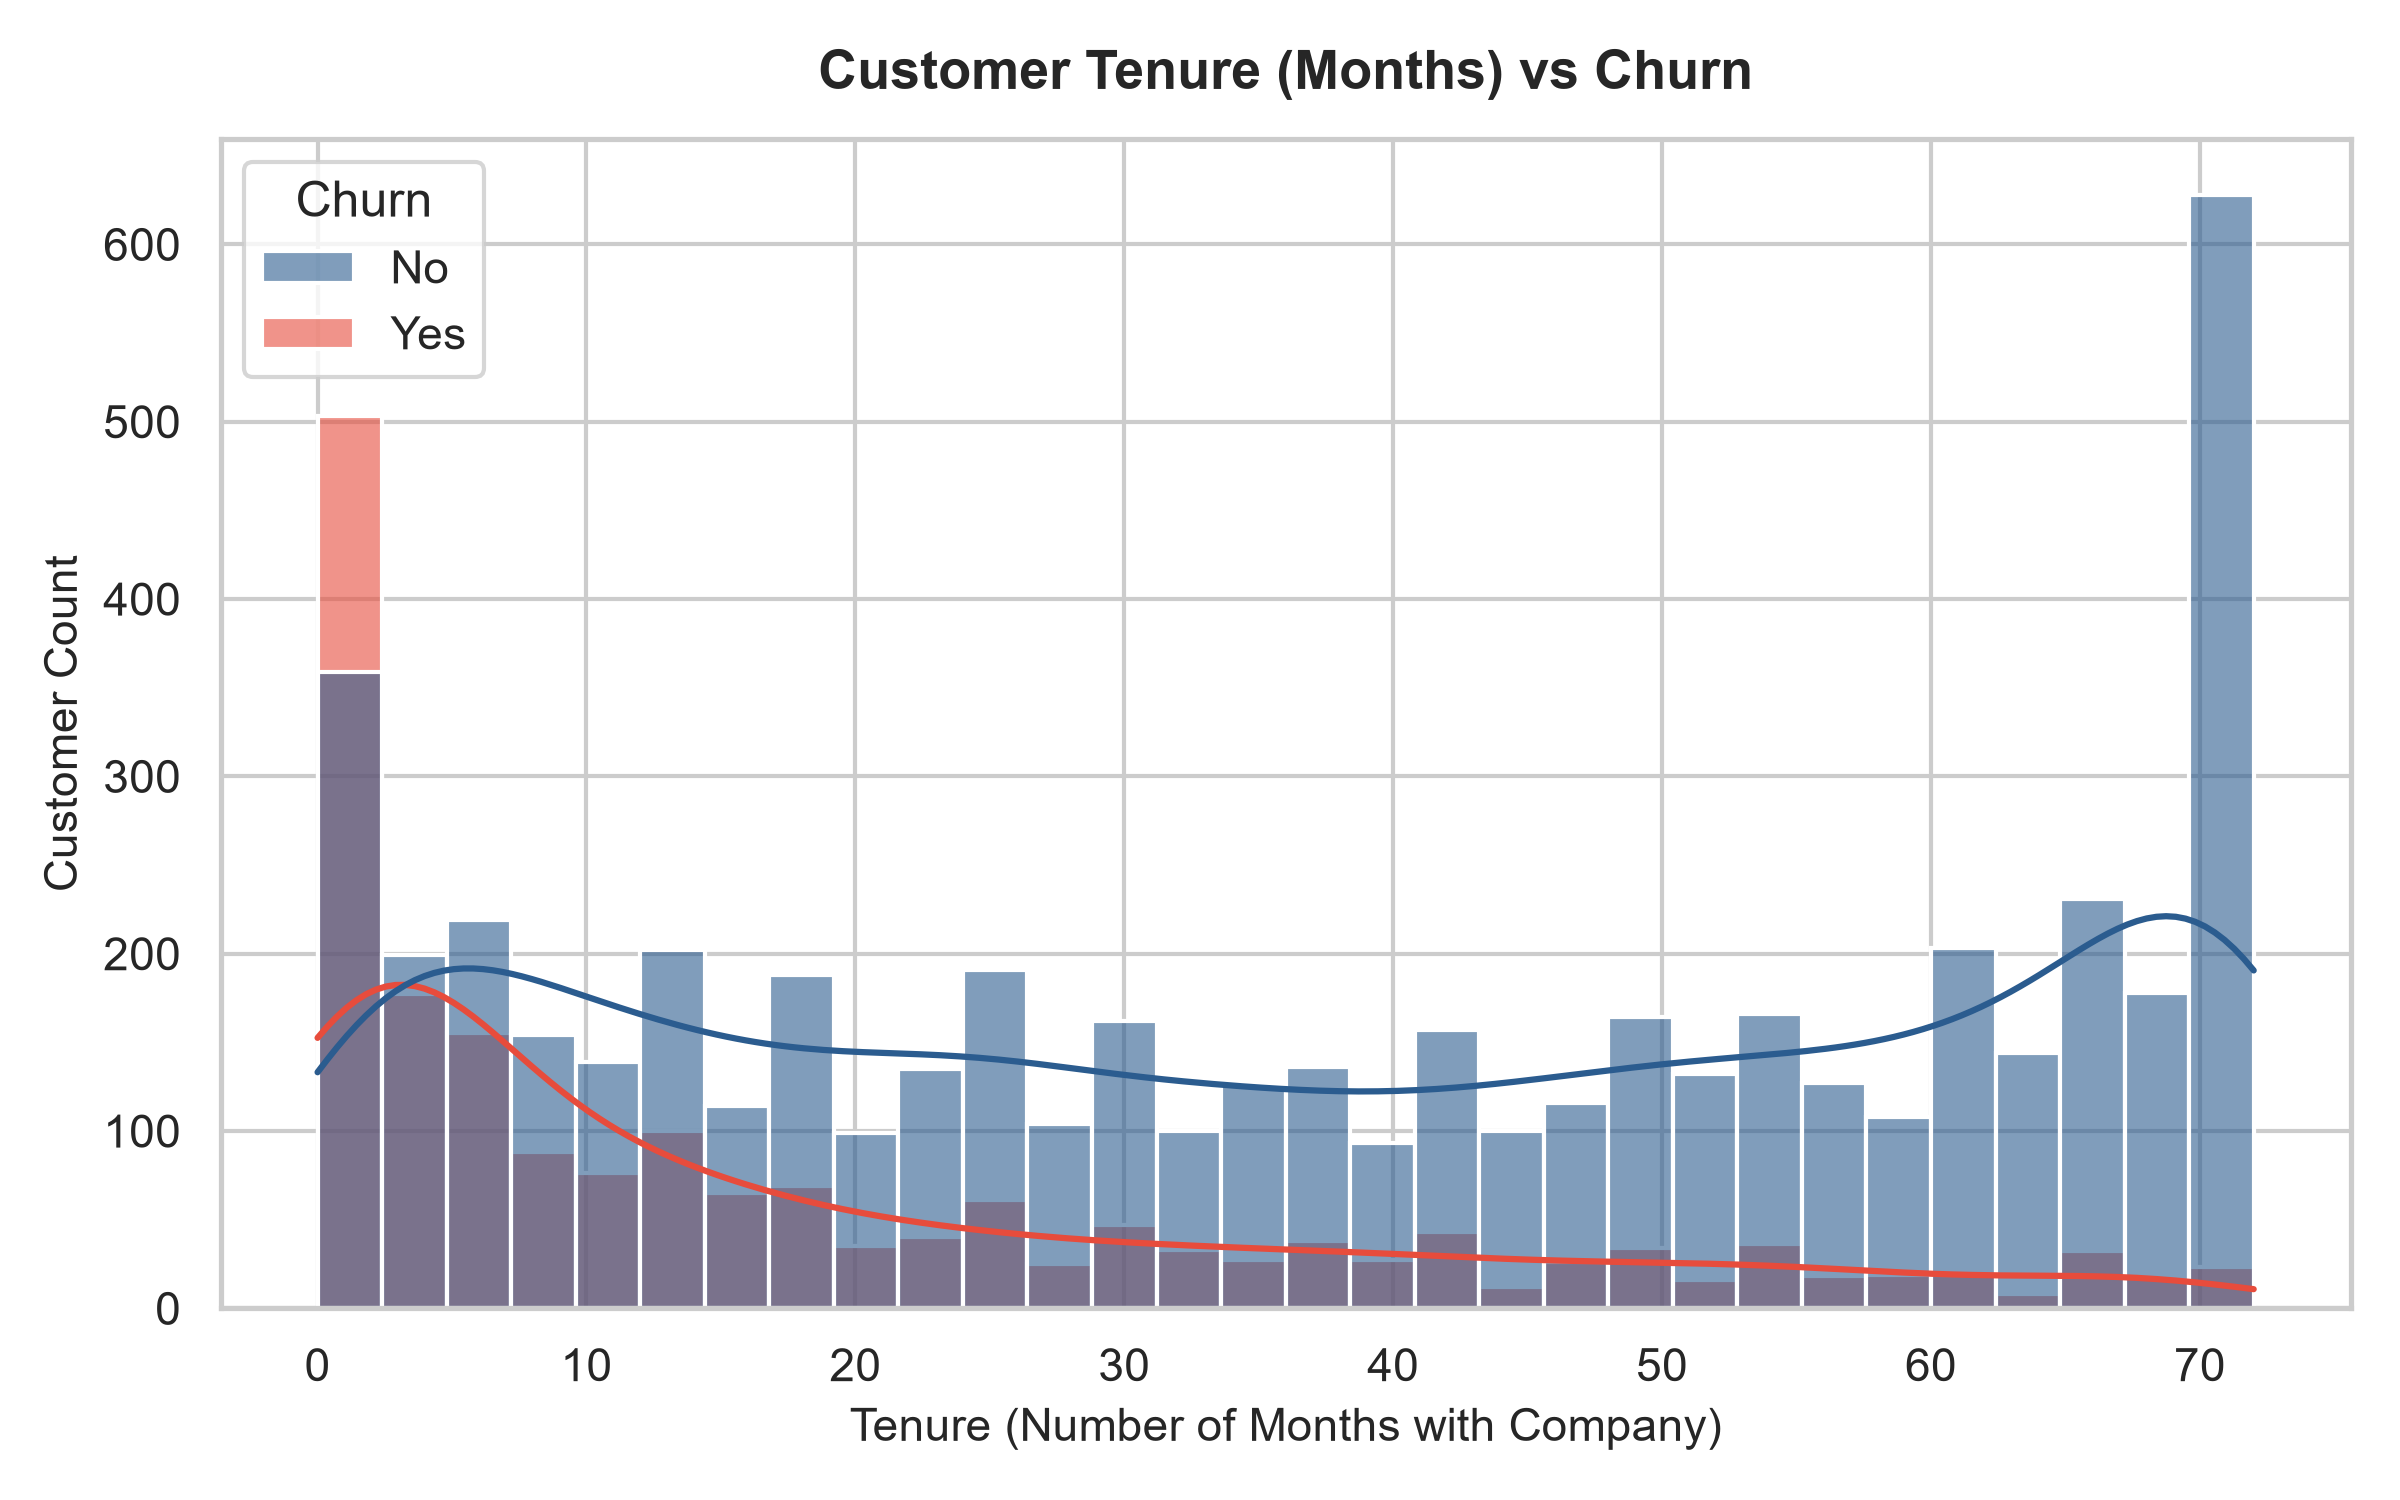 Customer Tenure (Months) vs Churn
Churn
No
Yes
Customer Count
600
500
400
300
200
100
0
0 10 20 30 40 50 60 70
Tenure (Number of Months with Company)